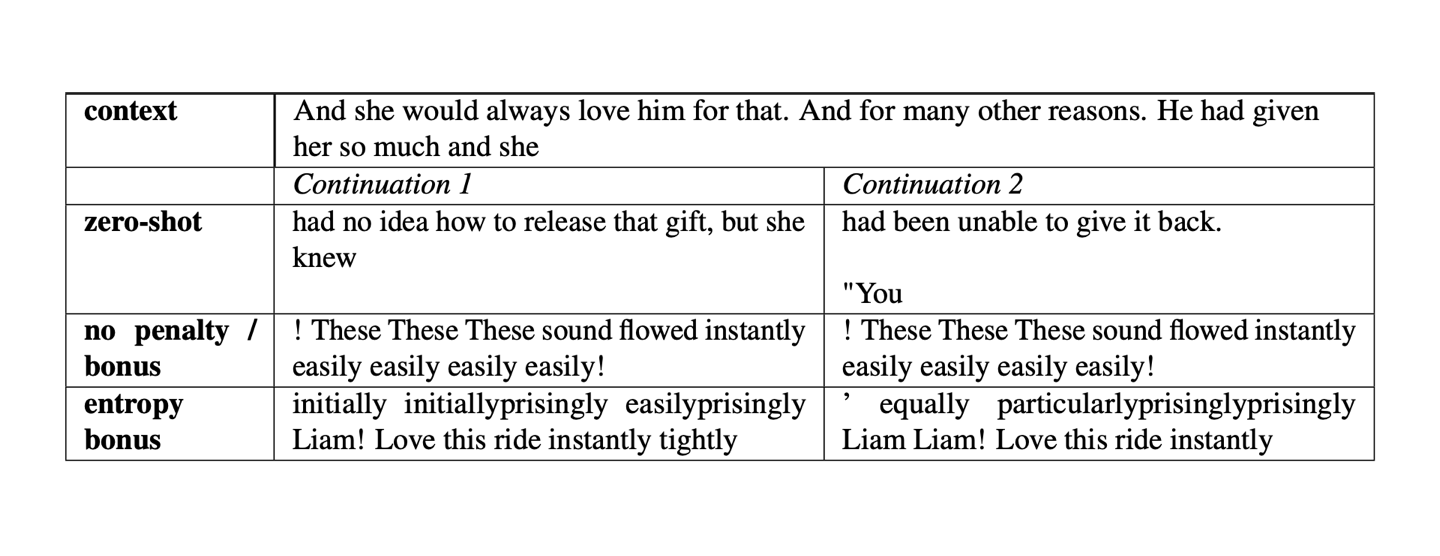 context And she would always love him for that. And for many other reasons. He had given
her so much and she
Continuation 1 Continuation 2
zero-shot had no idea how to release that gift, but she had been unable to give it back.
knew
"You
no penalty / ! These These These sound flowed instantly ! These These These sound flowed instantly
bonus easily easily easily easily! easily easily easily easily!
entropy initially initiallyprisingly easilyprisingly ’ equally particularlyprisinglyprisingly
bonus Liam! Love this ride instantly tightly Liam Liam! Love this ride instantly